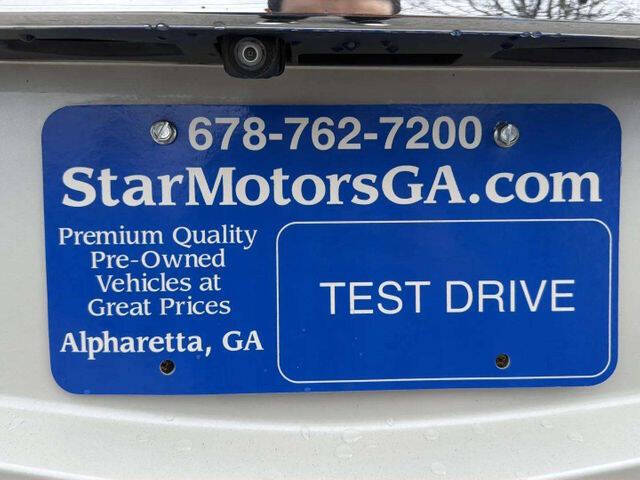 678-762-7200
StarMotorsGA.com
Premium Quality
Pre-Owned
Vehicles at
Great Prices
Alpharetta, GA
TEST DRIVE